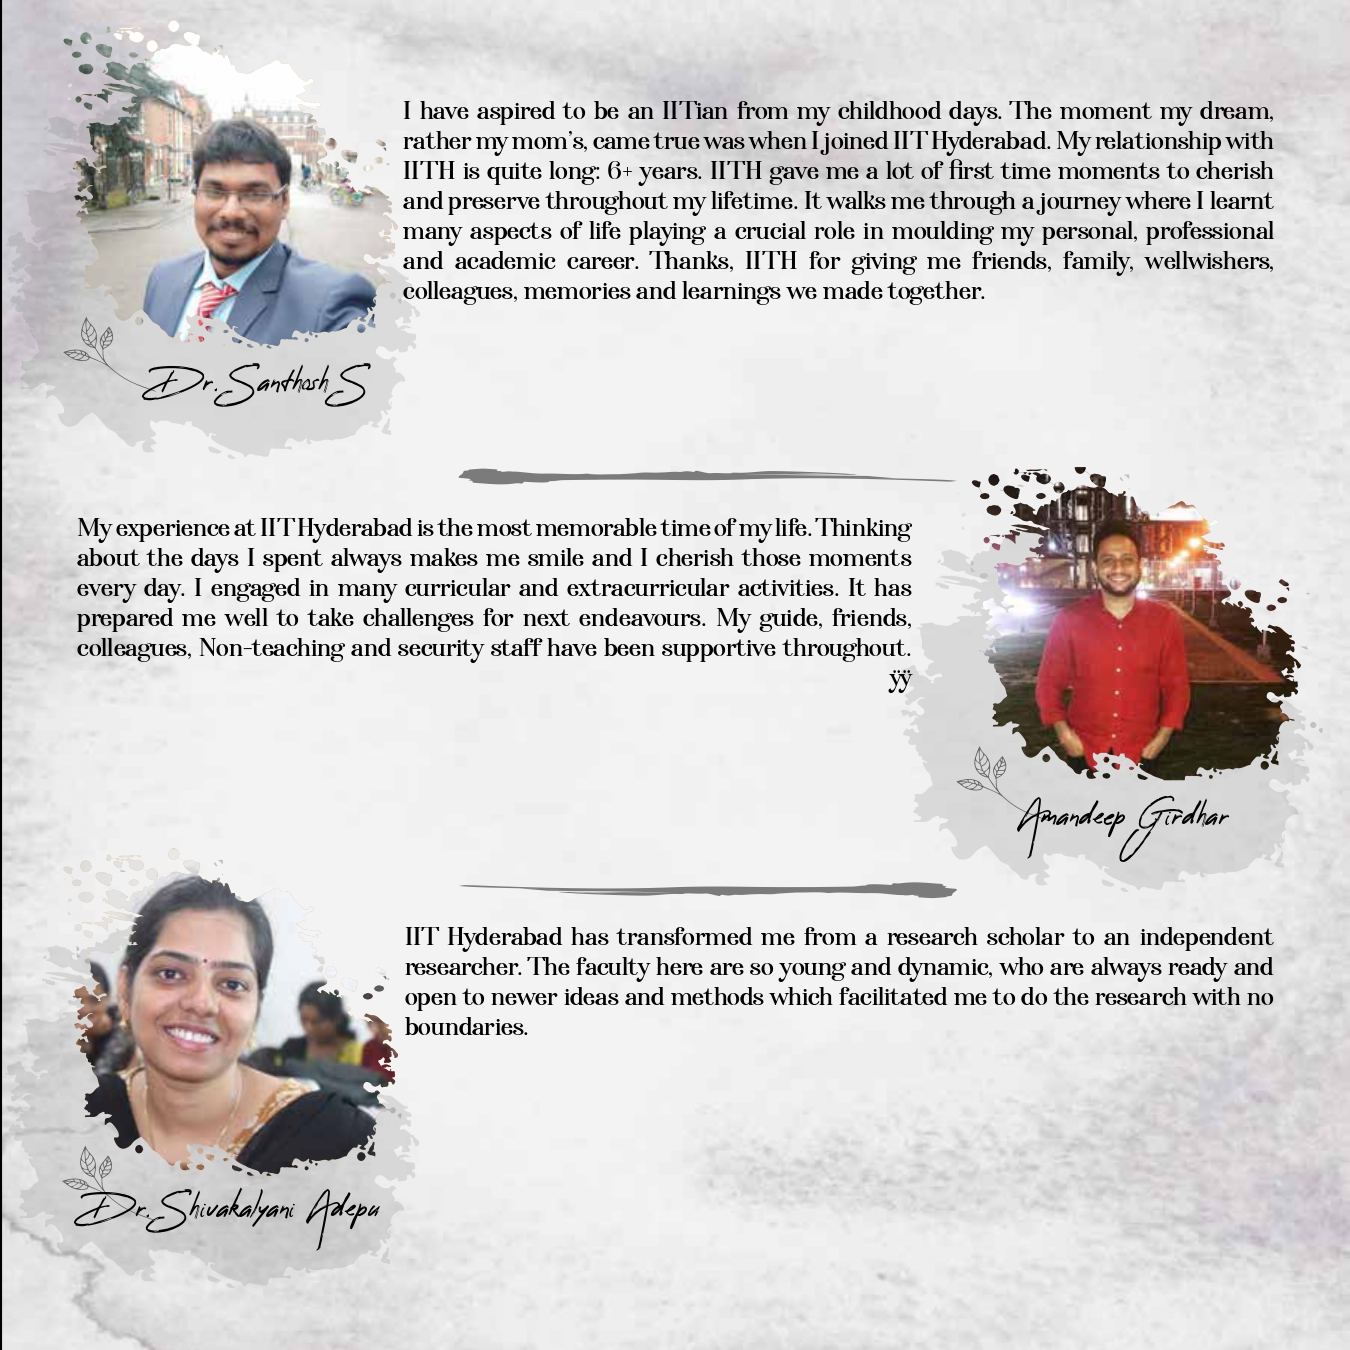 I have aspired to be an IITian from my childhood days. The moment my dream,
rather my mom's, came true was when I joined IIT Hyderabad. My relationship with
IITH is quite long: 6+ years. IITH gave me a lot of first time moments to cherish
and preserve throughout my lifetime. It walks me through a journey where I learnt
many aspects of life playing a crucial role in moulding my personal, professional
and academic career. Thanks, IITH for giving me friends, family, wellwishers,
colleagues, memories and learnings we made together.
Dr. Santhosh S
My experience at IIT Hyderabad is the most memorable time of my life. Thinking
about the days I spent always makes me smile and I cherish those moments
every day. I engaged in many curricular and extracurricular activities. It has
prepared me well to take challenges for next endeavours. My guide, friends,
colleagues, Non-teaching and security staff have been supportive throughout.
ÿÿ
Amandeep Girdhar
IIT Hyderabad has transformed me from a research scholar to an independent
researcher. The faculty here are so young and dynamic, who are always ready and
open to newer ideas and methods which facilitated me to do the research with no
boundaries.
Dr. Shivakalyani Adepu